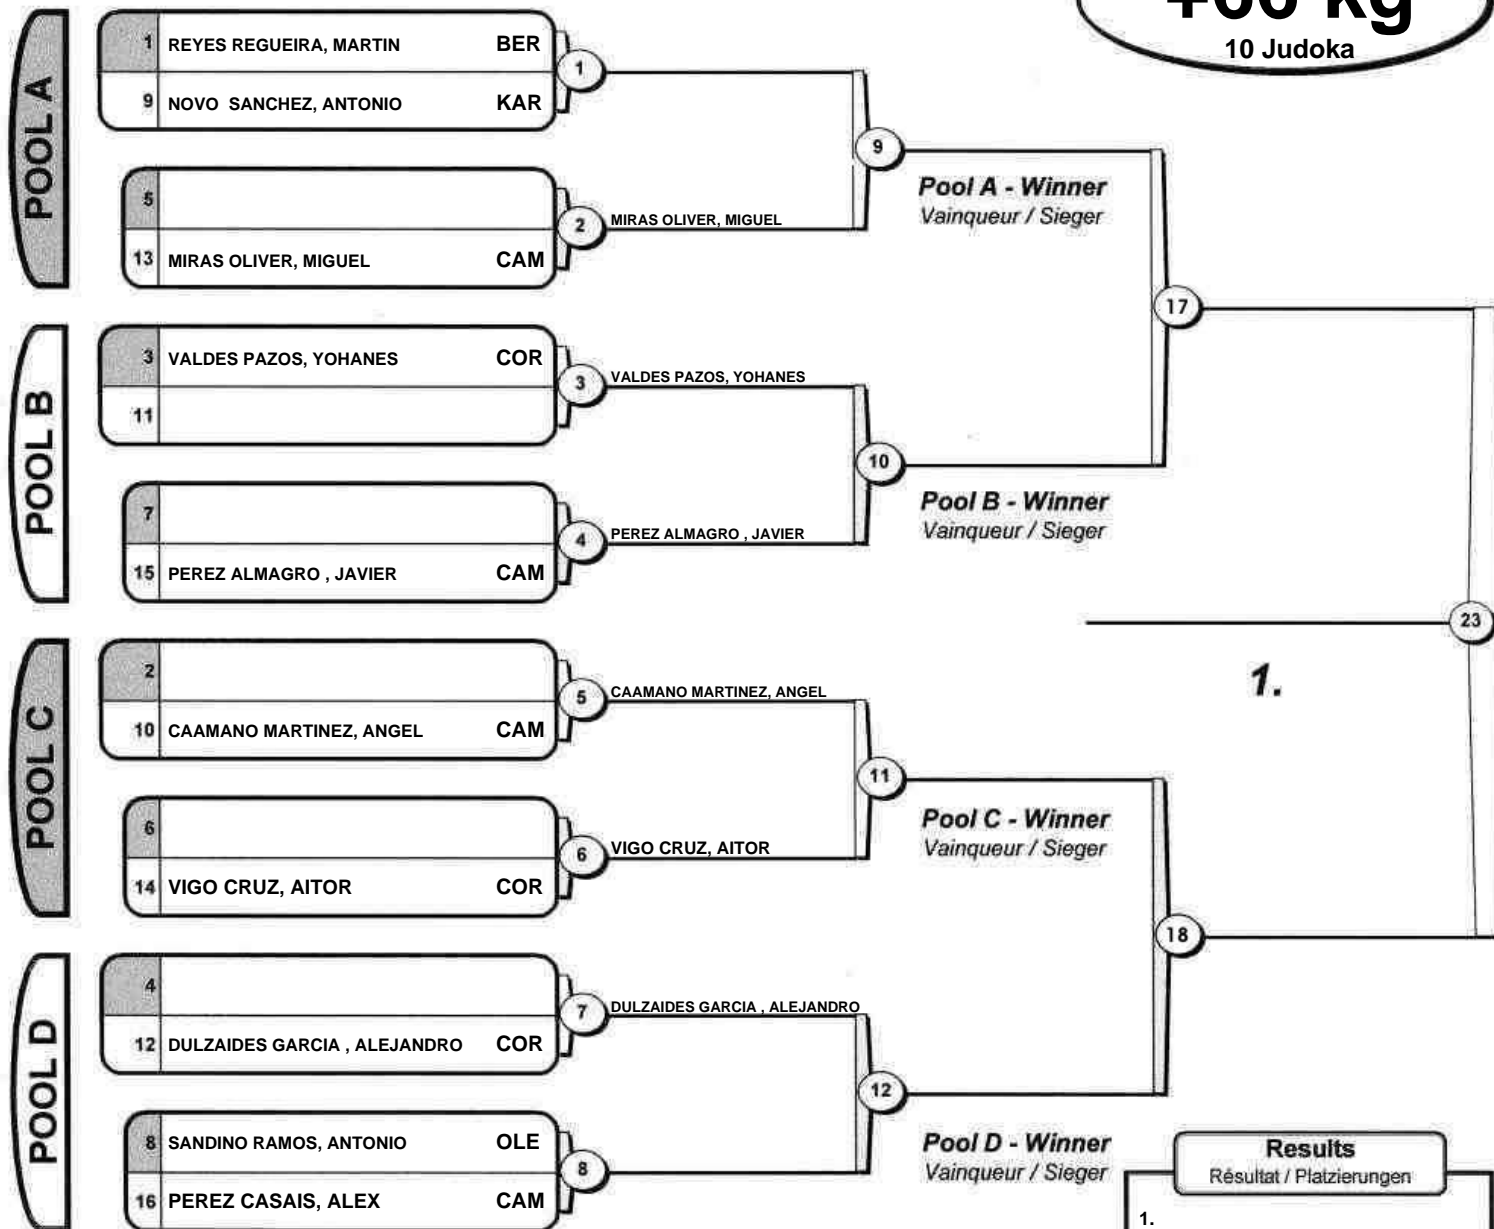 +66 kg
10 Judoka
POOL A
1 REYES REGUEIRA, MARTIN BER
9 NOVO SANCHEZ, ANTONIO KAR
1
5
13 MIRAS OLIVER, MIGUEL CAM
2 MIRAS OLIVER, MIGUEL
9
Pool A - Winner
Vainqueur / Sieger
POOL B
3 VALDES PAZOS, YOHANES COR
11
3 VALDES PAZOS, YOHANES
7
15 PEREZ ALMAGRO , JAVIER CAM
4 PEREZ ALMAGRO , JAVIER
10
Pool B - Winner
Vainqueur / Sieger
17
POOL C
2
10 CAAMANO MARTINEZ, ANGEL CAM
5 CAAMANO MARTINEZ, ANGEL
6
14 VIGO CRUZ, AITOR COR
6 VIGO CRUZ, AITOR
11
Pool C - Winner
Vainqueur / Sieger
23
1.
POOL D
4
12 DULZAIDES GARCIA , ALEJANDRO COR
7 DULZAIDES GARCIA , ALEJANDRO
8 SANDINO RAMOS, ANTONIO OLE
16 PEREZ CASAIS, ALEX CAM
8
12
Pool D - Winner
Vainqueur / Sieger
18
Results
Résultat / Platzierungen
1.